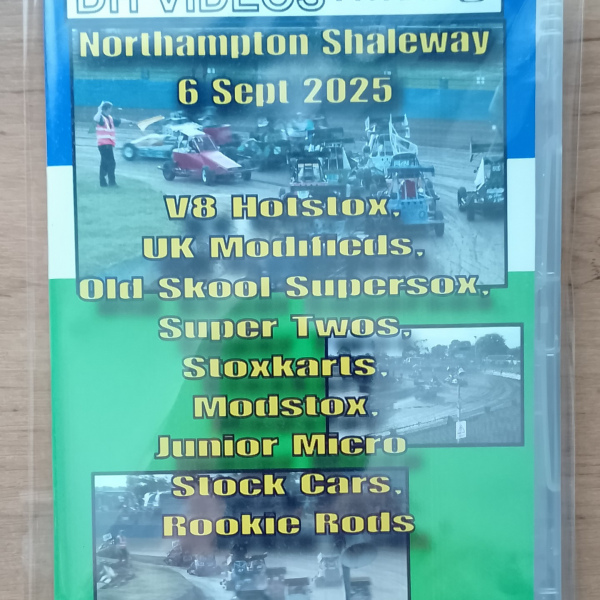 VIDEOS
Northampton Shaleway
6 Sept 2025
V8 Hotstox,
UK Modifieds,
Old Skool Supersox,
Super Twos,
Stoxkarts,
Modstox,
Junior Micro
Stock Cars,
Rookie Rods